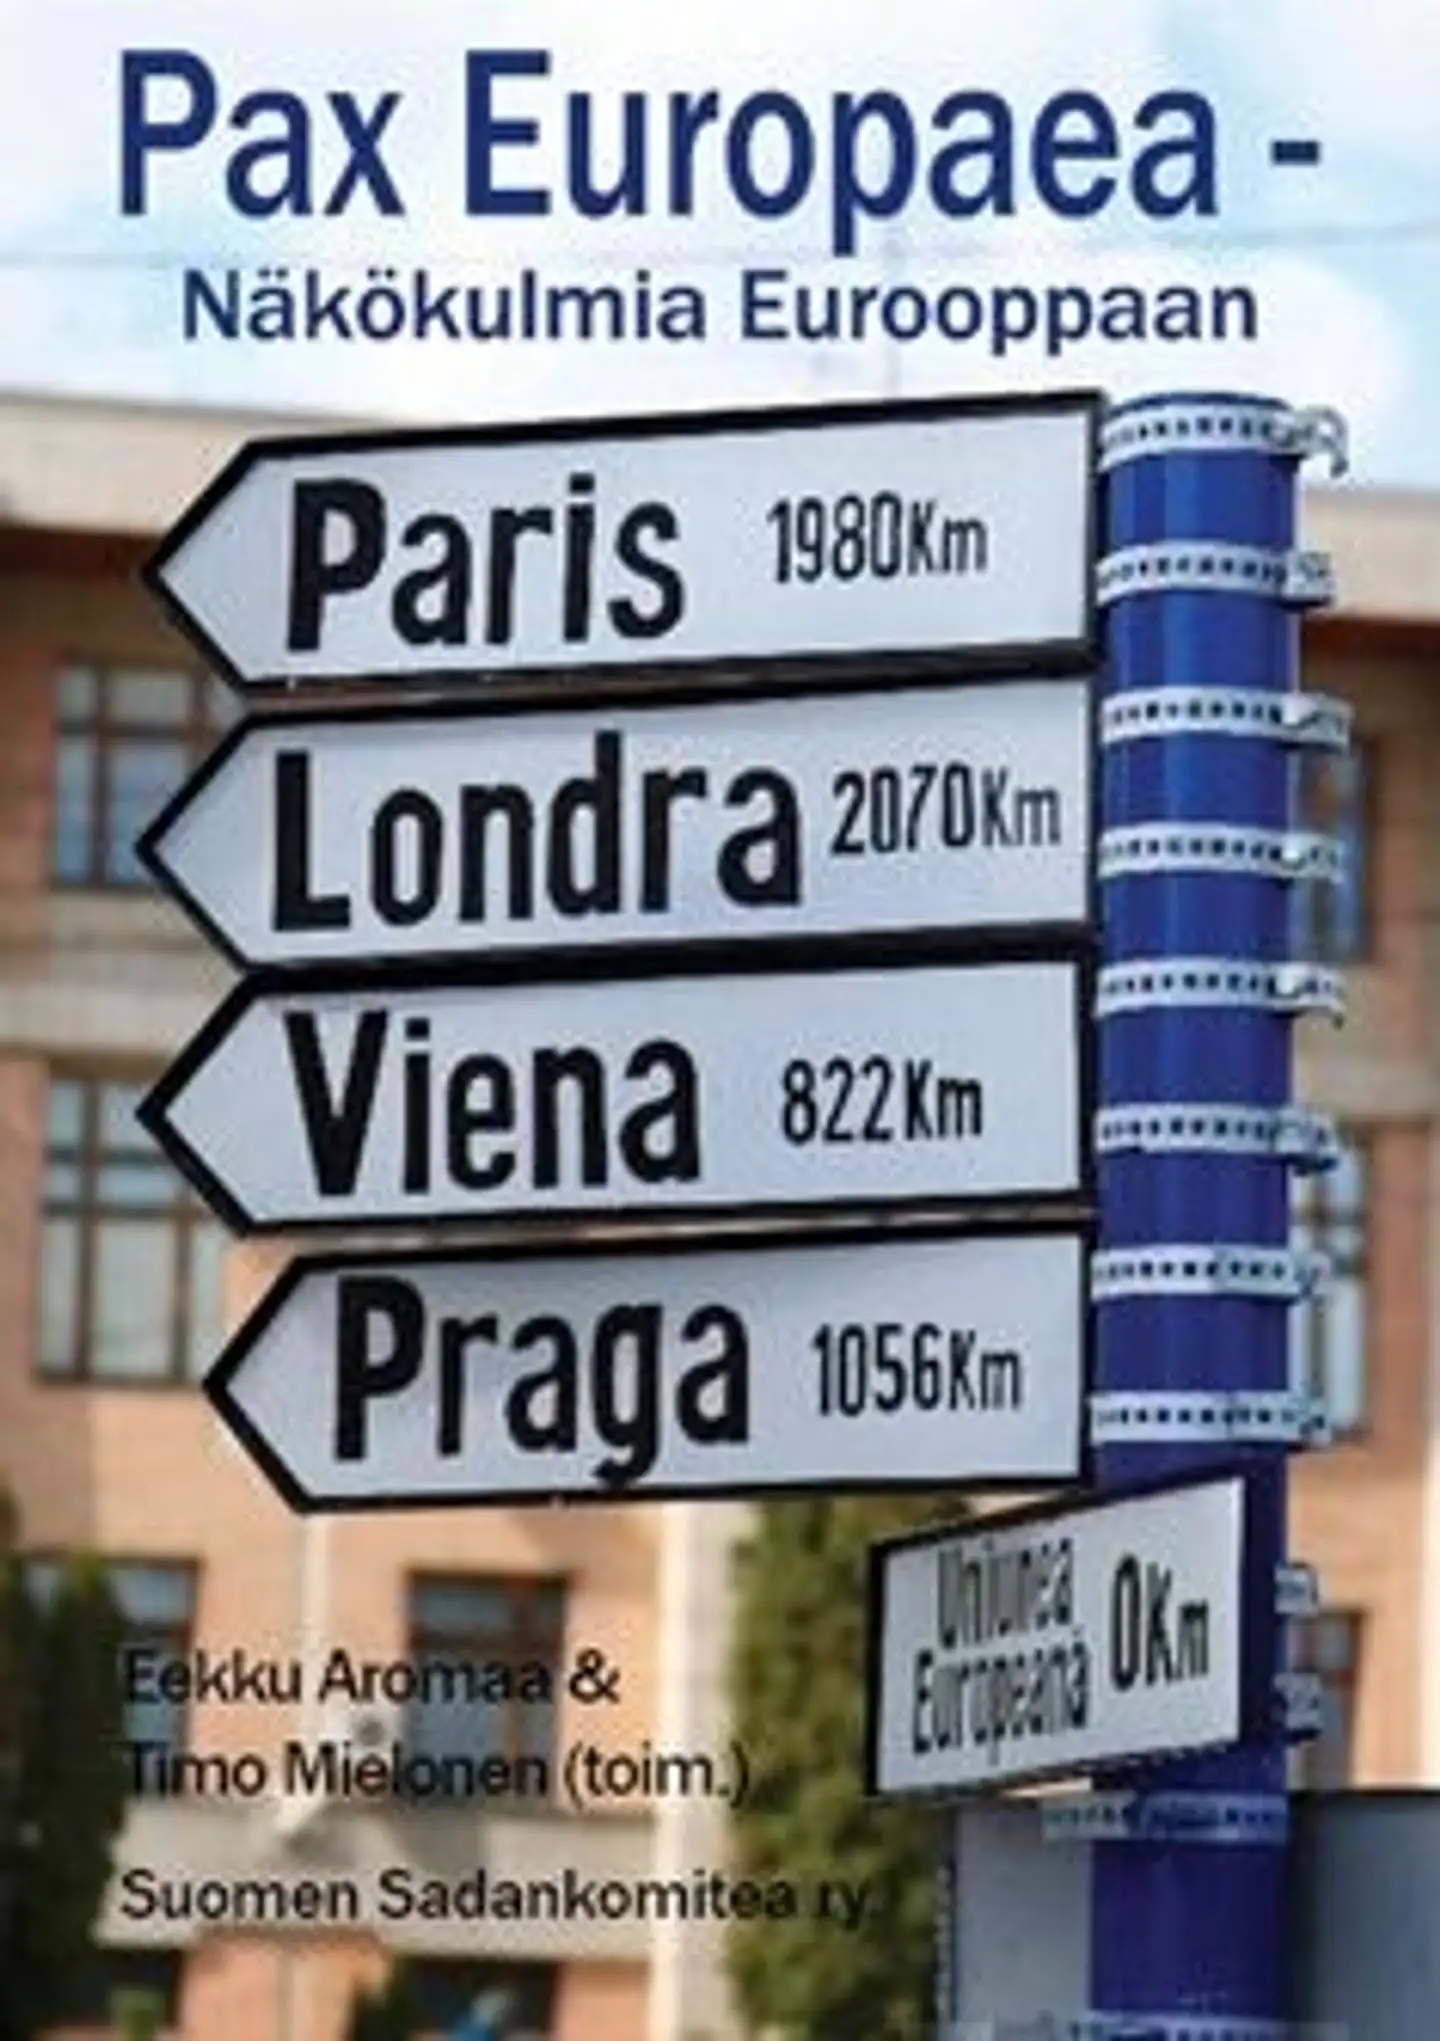 Pax Europaea -
Näkökulmia Eurooppaan
Paris 1980Km
Londra 2070Km
Viena 822Km
Praga 1056Km
Uniunea
Europeană 0Km
Eekku Aromaa &
Timo Mielonen (toim.)
Suomen Sadankomitea ry.